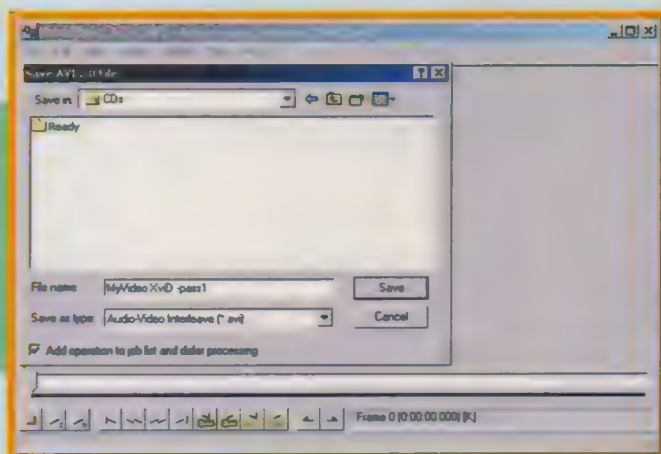 Save AVI 2.0 File
Save in: CDs
Ready
File name: MyVideo XviD -pass1
Save
Save as type: Audio-Video Interleave (*.avi)
Cancel
Add operation to job list and defer processing
Frame 0 (0:00:00.000) [K]